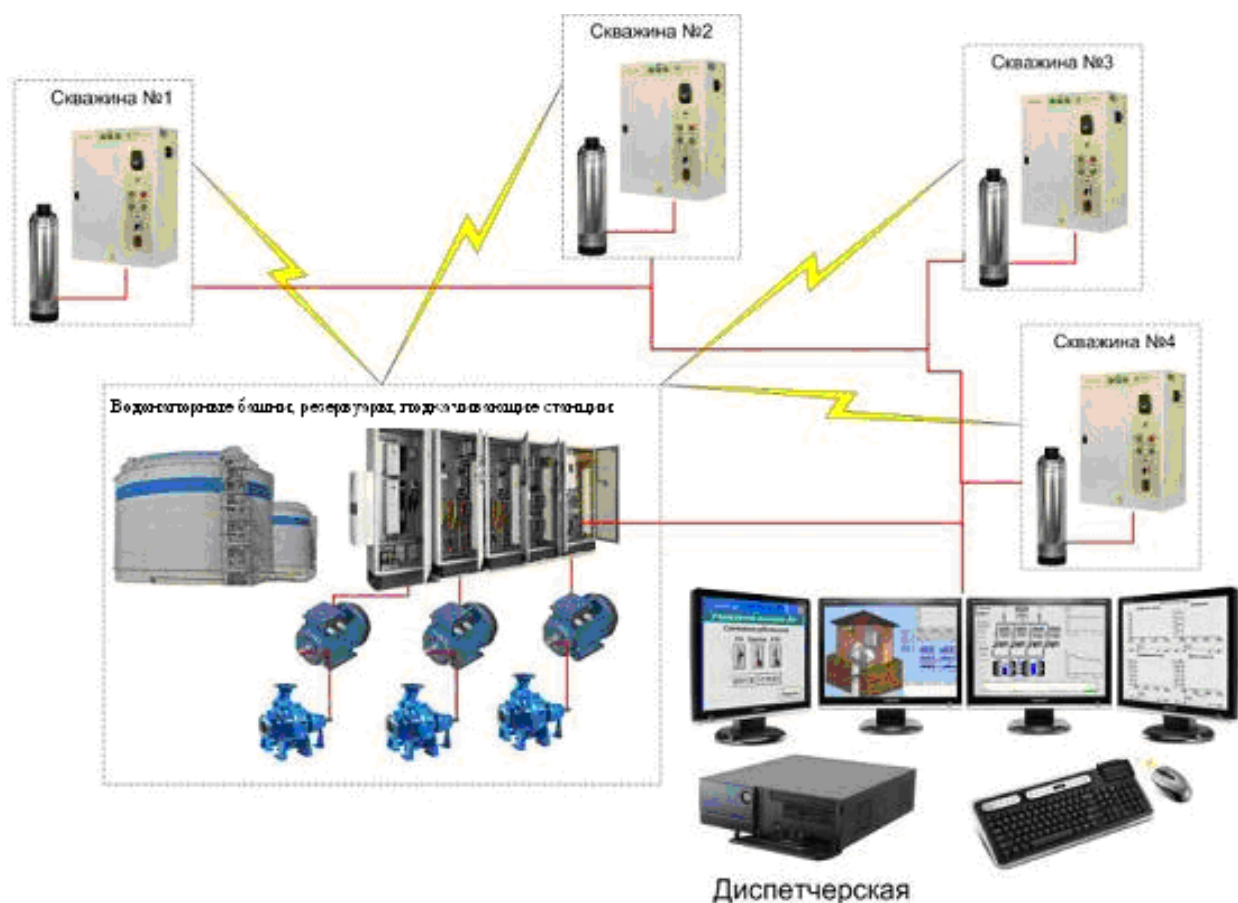 Скважина №2
Скважина №3
Скважина №1
Скважина №4
Водонапорные башни, резервуары, подкачивающие станции
Диспетчерская